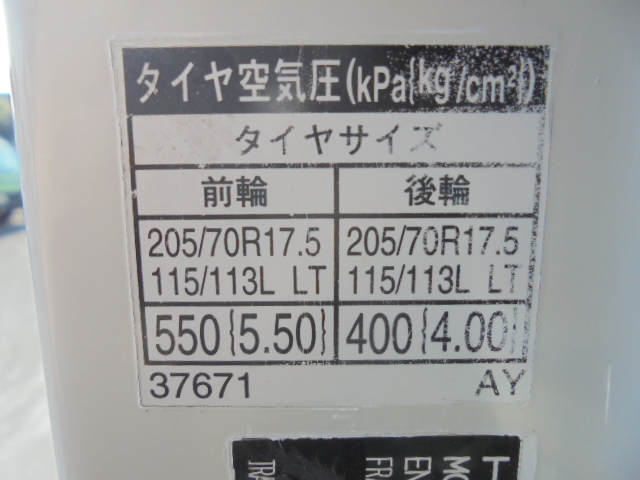 タイヤ空気圧(kPa{kg/cm²})
タイヤサイズ
前輪 後輪
205/70R17.5 205/70R17.5
115/113L LT 115/113L LT
550{5.50} 400{4.00}
37671 AY